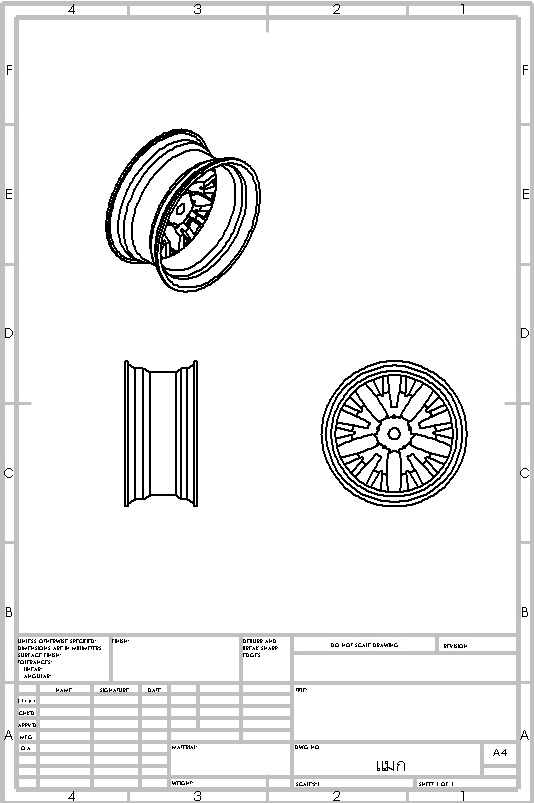 4 3 2 1
F F
E E
D D
C C
B B
UNLESS OTHERWISE SPECIFIED:
DIMENSIONS ARE IN MILLIMETERS
SURFACE FINISH:
TOLERANCES:
LINEAR:
ANGULAR:
FINISH:
DEBURR AND
BREAK SHARP
EDGES
DO NOT SCALE DRAWING
REVISION
NAME SIGNATURE DATE
TITLE:
CHK'D
APPV'D
MFG
Q.A
A A
MATERIAL:
DWG NO.
แมก
A4
WEIGHT:
SCALE:1:1
SHEET 1 OF 1
4 3 2 1